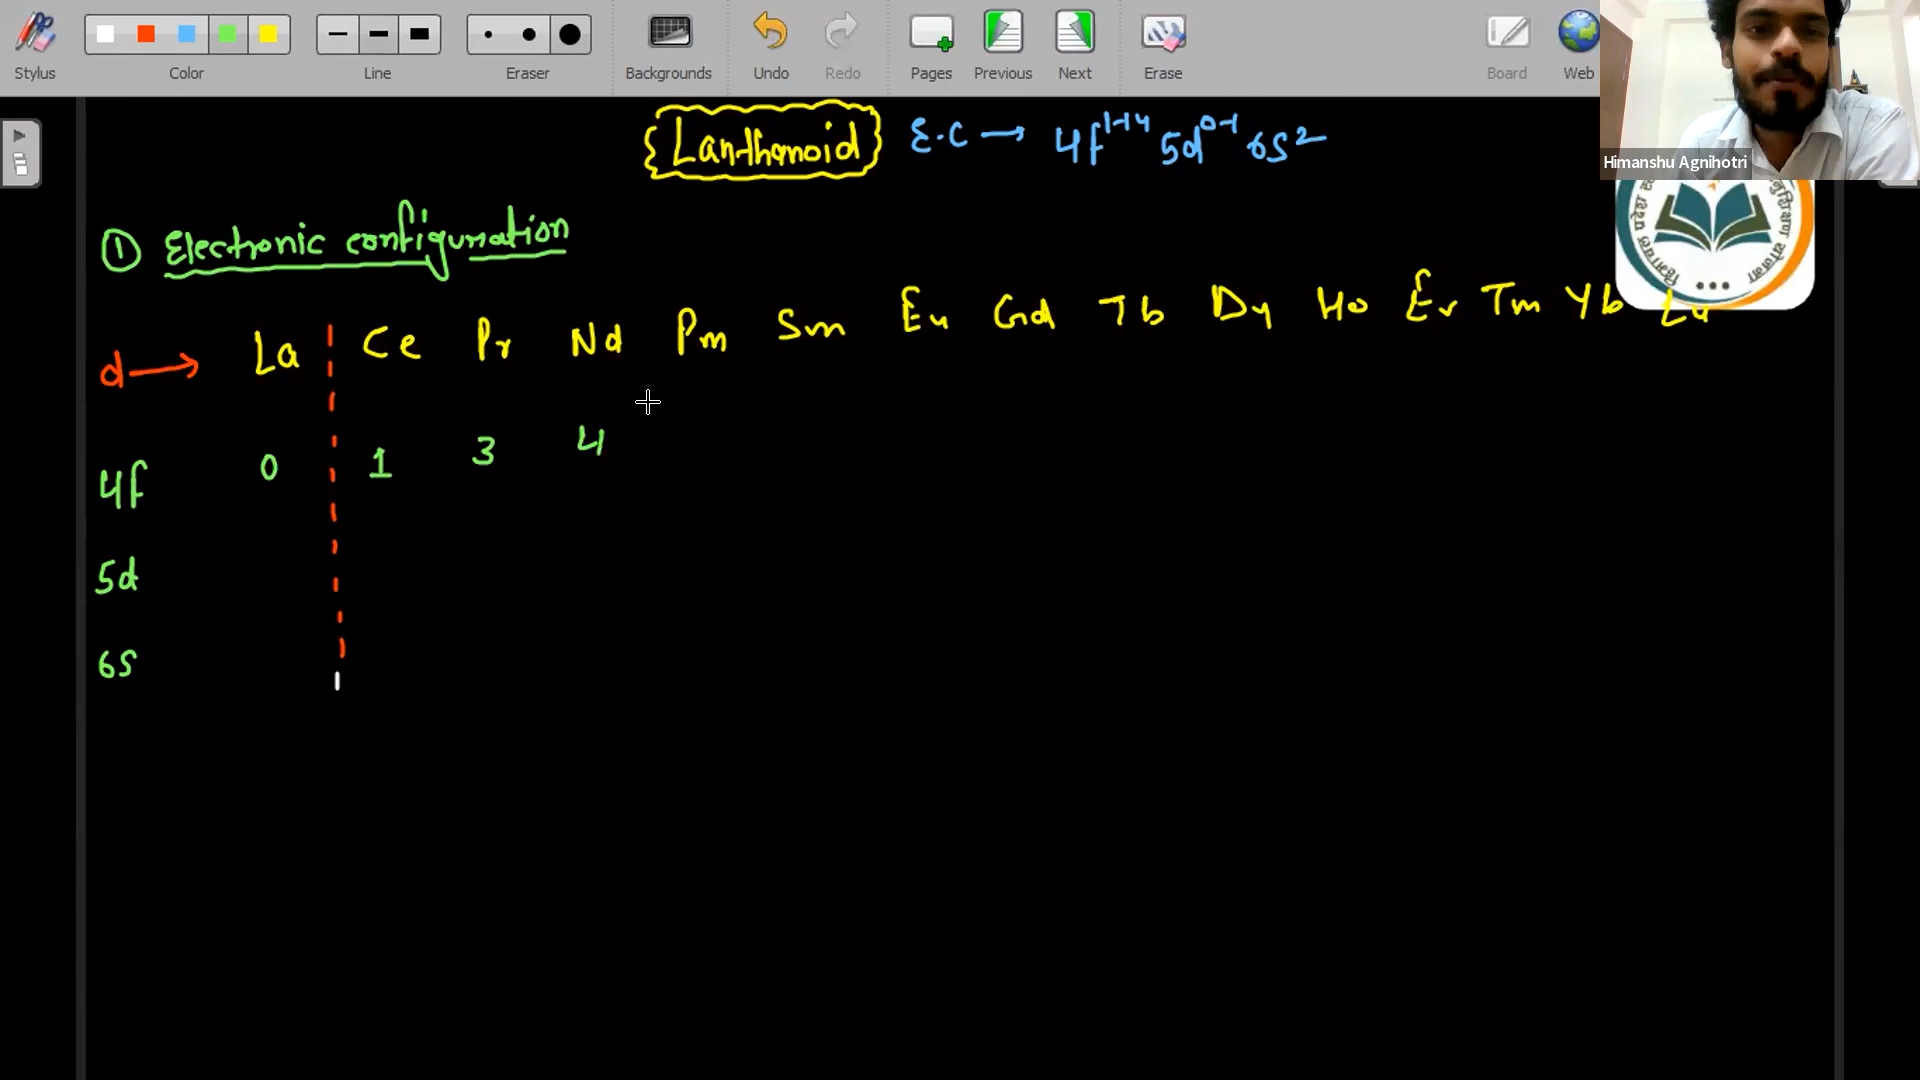 Stylus Color Line Eraser Backgrounds Undo Redo Pages Previous Next Erase Board Web
Himanshu Agnihotri
Lanthanoid E.C → 4f¹⁻¹⁴ 5d⁰⁻¹ 6s²
① Electronic configuration
d → La Ce Pr Nd Pm Sm Eu Gd Tb Dy Ho Er Tm Yb Lu
4f 0 1 3 4
5d
6s